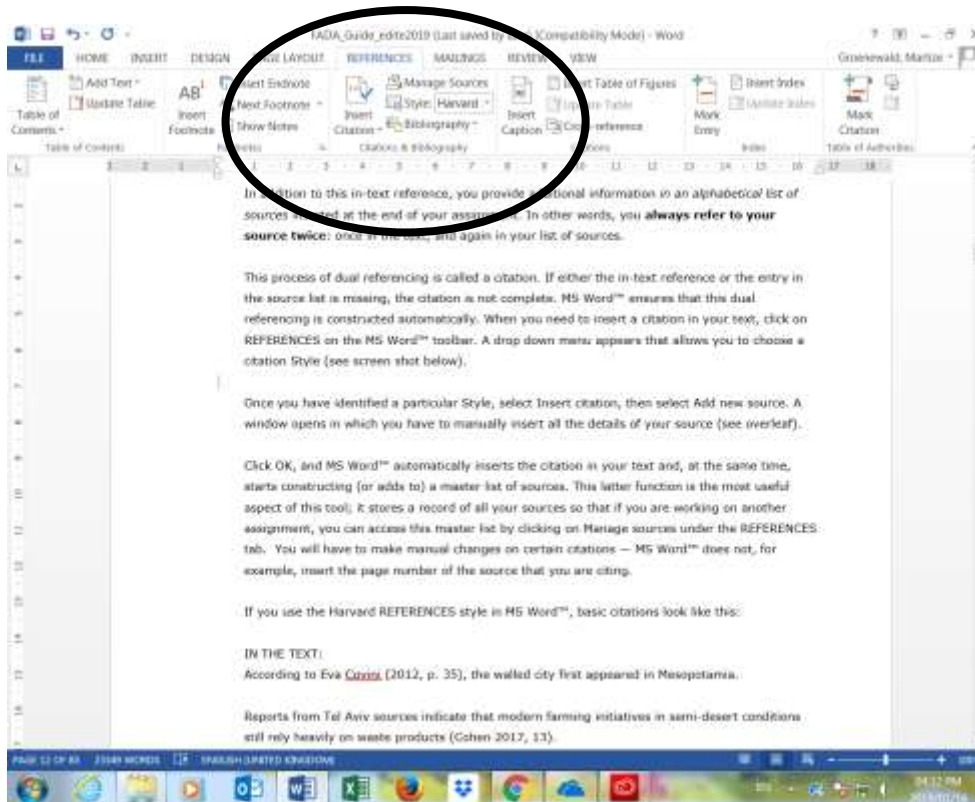 FADA_Guide_edite2019 (Last saved by [Compatibility Mode] - Word
FILE HOME INSERT DESIGN PAGE LAYOUT REFERENCES MAILINGS REVIEW VIEW
Groenewald, Martize
Table of Contents
Add Text
Update Table
Table of Contents
AB1
Insert Footnote
Insert Endnote
Next Footnote
Show Notes
Insert Citation
Manage Sources
Style: Harvard
Bibliography
Citations & Bibliography
Insert Caption
Insert Table of Figures
Update Table
Cross-reference
Mark Entry
Insert Index
Update Index
Index
Mark Citation
Table of Authorities
In addition to this in-text reference, you provide additional information in an alphabetical list of
sources inserted at the end of your assignment. In other words, you always refer to your
source twice: once in the text, and again in your list of sources.
This process of dual referencing is called a citation. If either the in-text reference or the entry in
the source list is missing, the citation is not complete. MS Word™ ensures that this dual
referencing is constructed automatically. When you need to insert a citation in your text, click on
REFERENCES on the MS Word™ toolbar. A drop down menu appears that allows you to choose a
citation Style (see screen shot below).
Once you have identified a particular Style, select Insert citation, then select Add new source. A
window opens in which you have to manually insert all the details of your source (see overleaf).
Click OK, and MS Word™ automatically inserts the citation in your text and, at the same time,
starts constructing (or adds to) a master list of sources. This latter function is the most useful
aspect of this tool; it stores a record of all your sources so that if you are working on another
assignment, you can access this master list by clicking on Manage sources under the REFERENCES
tab. You will have to make manual changes on certain citations — MS Word™ does not, for
example, insert the page number of the source that you are citing.
If you use the Harvard REFERENCES style in MS Word™, basic citations look like this:
IN THE TEXT:
According to Eva (2012, p. 35), the walled city first appeared in Mesopotamia.
Reports from Tel Aviv sources indicate that modern farming initiatives in semi-desert conditions
still rely heavily on waste products (Cohen 2017, 13).
PAGE 12 OF WORDS ENGLISH (UNITED KINGDOM)
04:12 PM